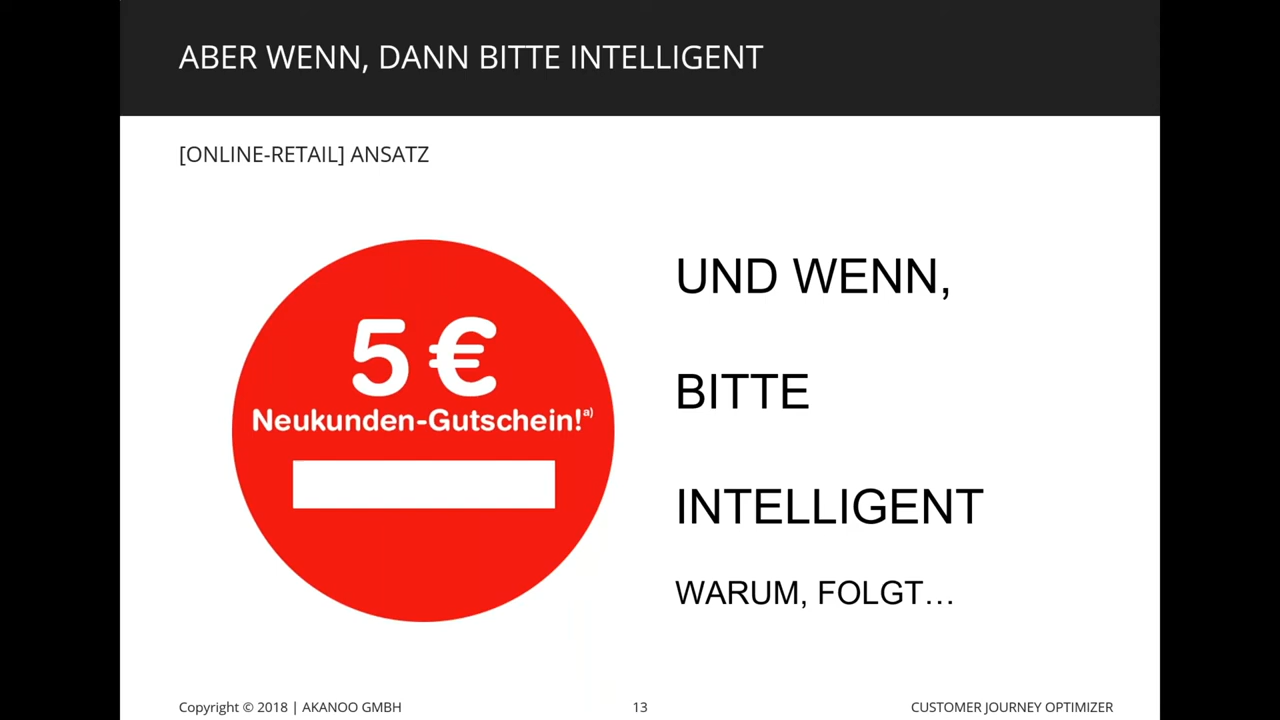 ABER WENN, DANN BITTE INTELLIGENT
[ONLINE-RETAIL] ANSATZ
5 €
Neukunden-Gutschein!a)
UND WENN,
BITTE
INTELLIGENT
WARUM, FOLGT…
Copyright © 2018 | AKANOO GMBH
13
CUSTOMER JOURNEY OPTIMIZER